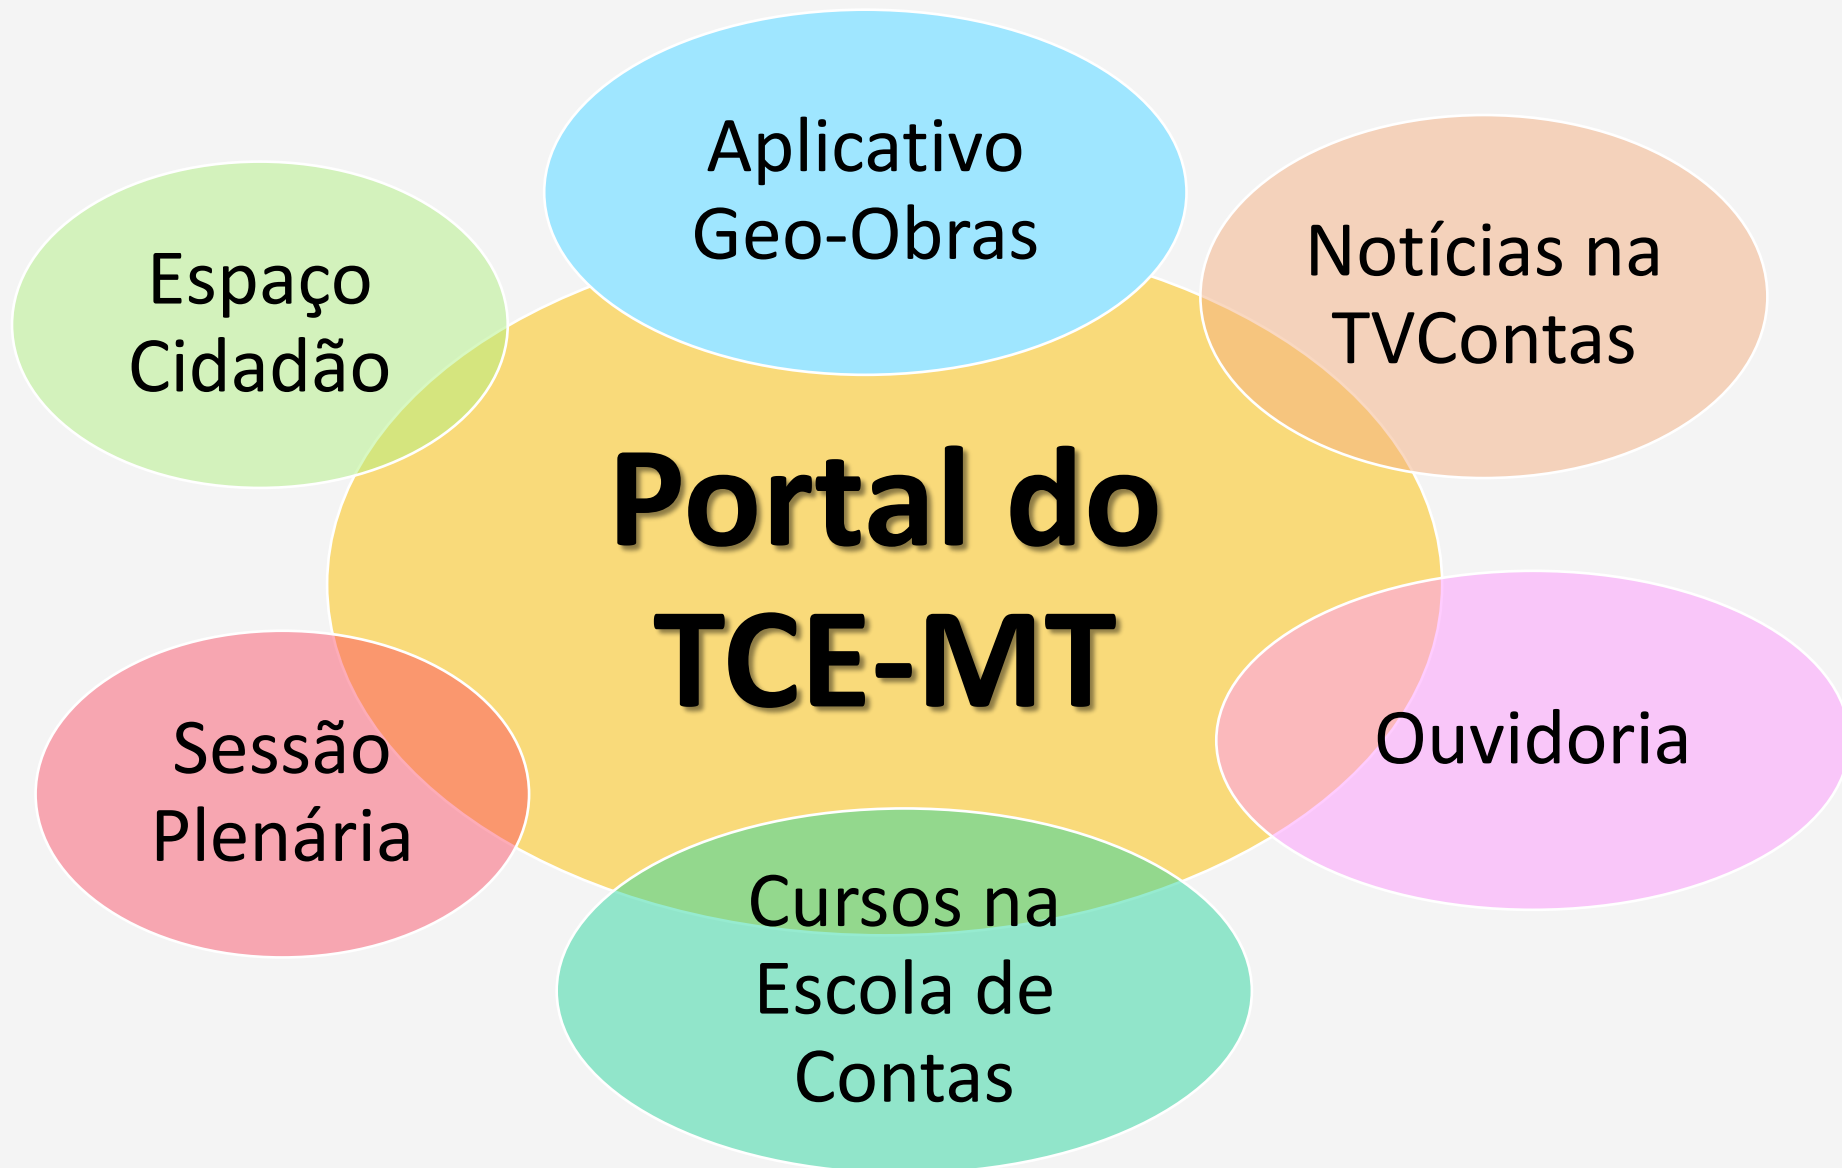 Aplicativo
Geo-Obras
Notícias na
TVContas
Espaço
Cidadão
Portal do
TCE-MT
Ouvidoria
Sessão
Plenária
Cursos na
Escola de
Contas